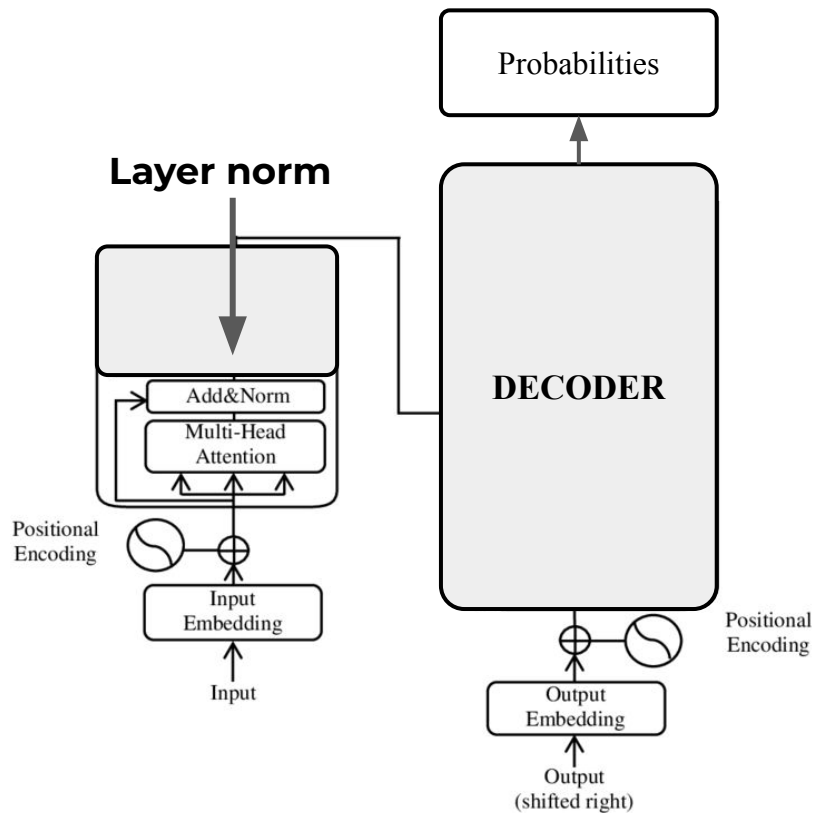 Probabilities
Layer norm
DECODER
Add&Norm
Multi-Head
Attention
Positional
Encoding
Input
Embedding
Input
Positional
Encoding
Output
Embedding
Output
(shifted right)